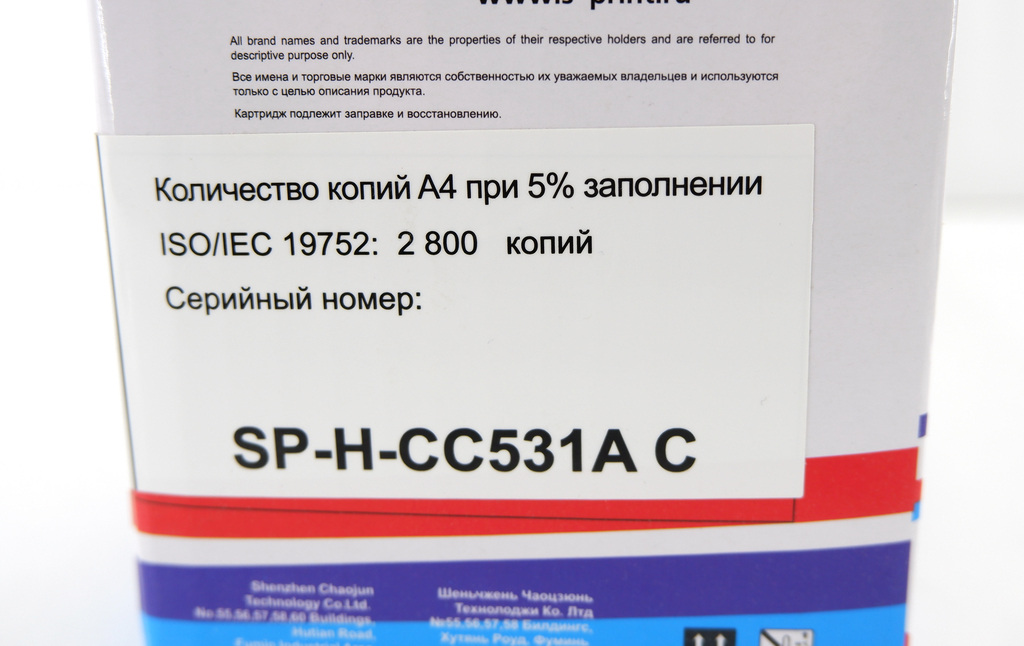 All brand names and trademarks are the properties of their respective holders and are referred to for
descriptive purpose only.
Все имена и торговые марки являются собственностью их уважаемых владельцев и используются
только с целью описания продукта.
Картридж подлежит заправке и восстановлению.
Количество копий А4 при 5% заполнении
ISO/IEC 19752: 2 800 копий
Серийный номер:
SP-H-CC531A C
Shenzhen Chaojun
Technology Co.Ltd.
No.55,56,57,58,60 Buildings,
Hutian Road,
Шеньчжень Чаоцзюнь
Технолоджи Ко. Лтд
№55,56,57,58 Билдингс,
Хутянь Роуд, Фуминь,